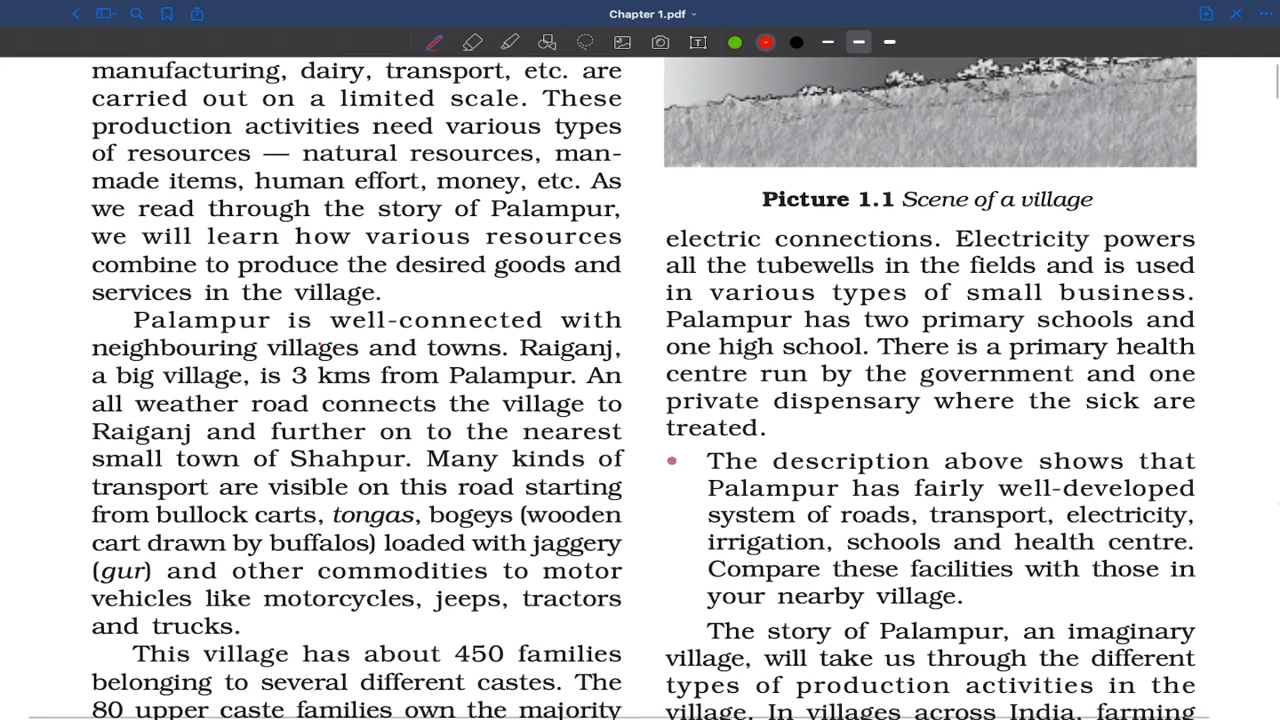 Chapter 1.pdf
manufacturing, dairy, transport, etc. are
carried out on a limited scale. These
production activities need various types
of resources — natural resources, man-
made items, human effort, money, etc. As
we read through the story of Palampur,
we will learn how various resources
combine to produce the desired goods and
services in the village.
Palampur is well-connected with
neighbouring villages and towns. Raiganj,
a big village, is 3 kms from Palampur. An
all weather road connects the village to
Raiganj and further on to the nearest
small town of Shahpur. Many kinds of
transport are visible on this road starting
from bullock carts, tongas, bogeys (wooden
cart drawn by buffalos) loaded with jaggery
(gur) and other commodities to motor
vehicles like motorcycles, jeeps, tractors
and trucks.
This village has about 450 families
belonging to several different castes. The
80 upper caste families own the majority
Picture 1.1 Scene of a village
electric connections. Electricity powers
all the tubewells in the fields and is used
in various types of small business.
Palampur has two primary schools and
one high school. There is a primary health
centre run by the government and one
private dispensary where the sick are
treated.
• The description above shows that
Palampur has fairly well-developed
system of roads, transport, electricity,
irrigation, schools and health centre.
Compare these facilities with those in
your nearby village.
The story of Palampur, an imaginary
village, will take us through the different
types of production activities in the
village. In villages across India, farming